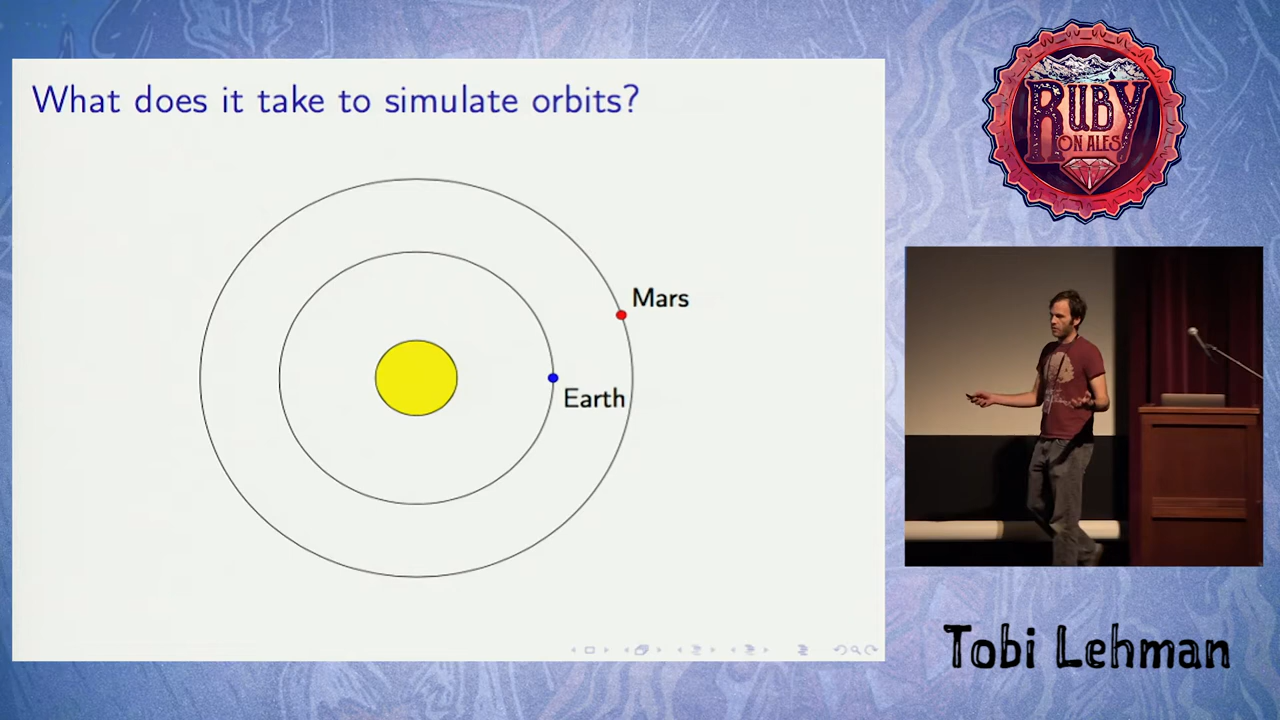 What does it take to simulate orbits?
Mars
Earth
RUBY
ON ALES
Tobi Lehman